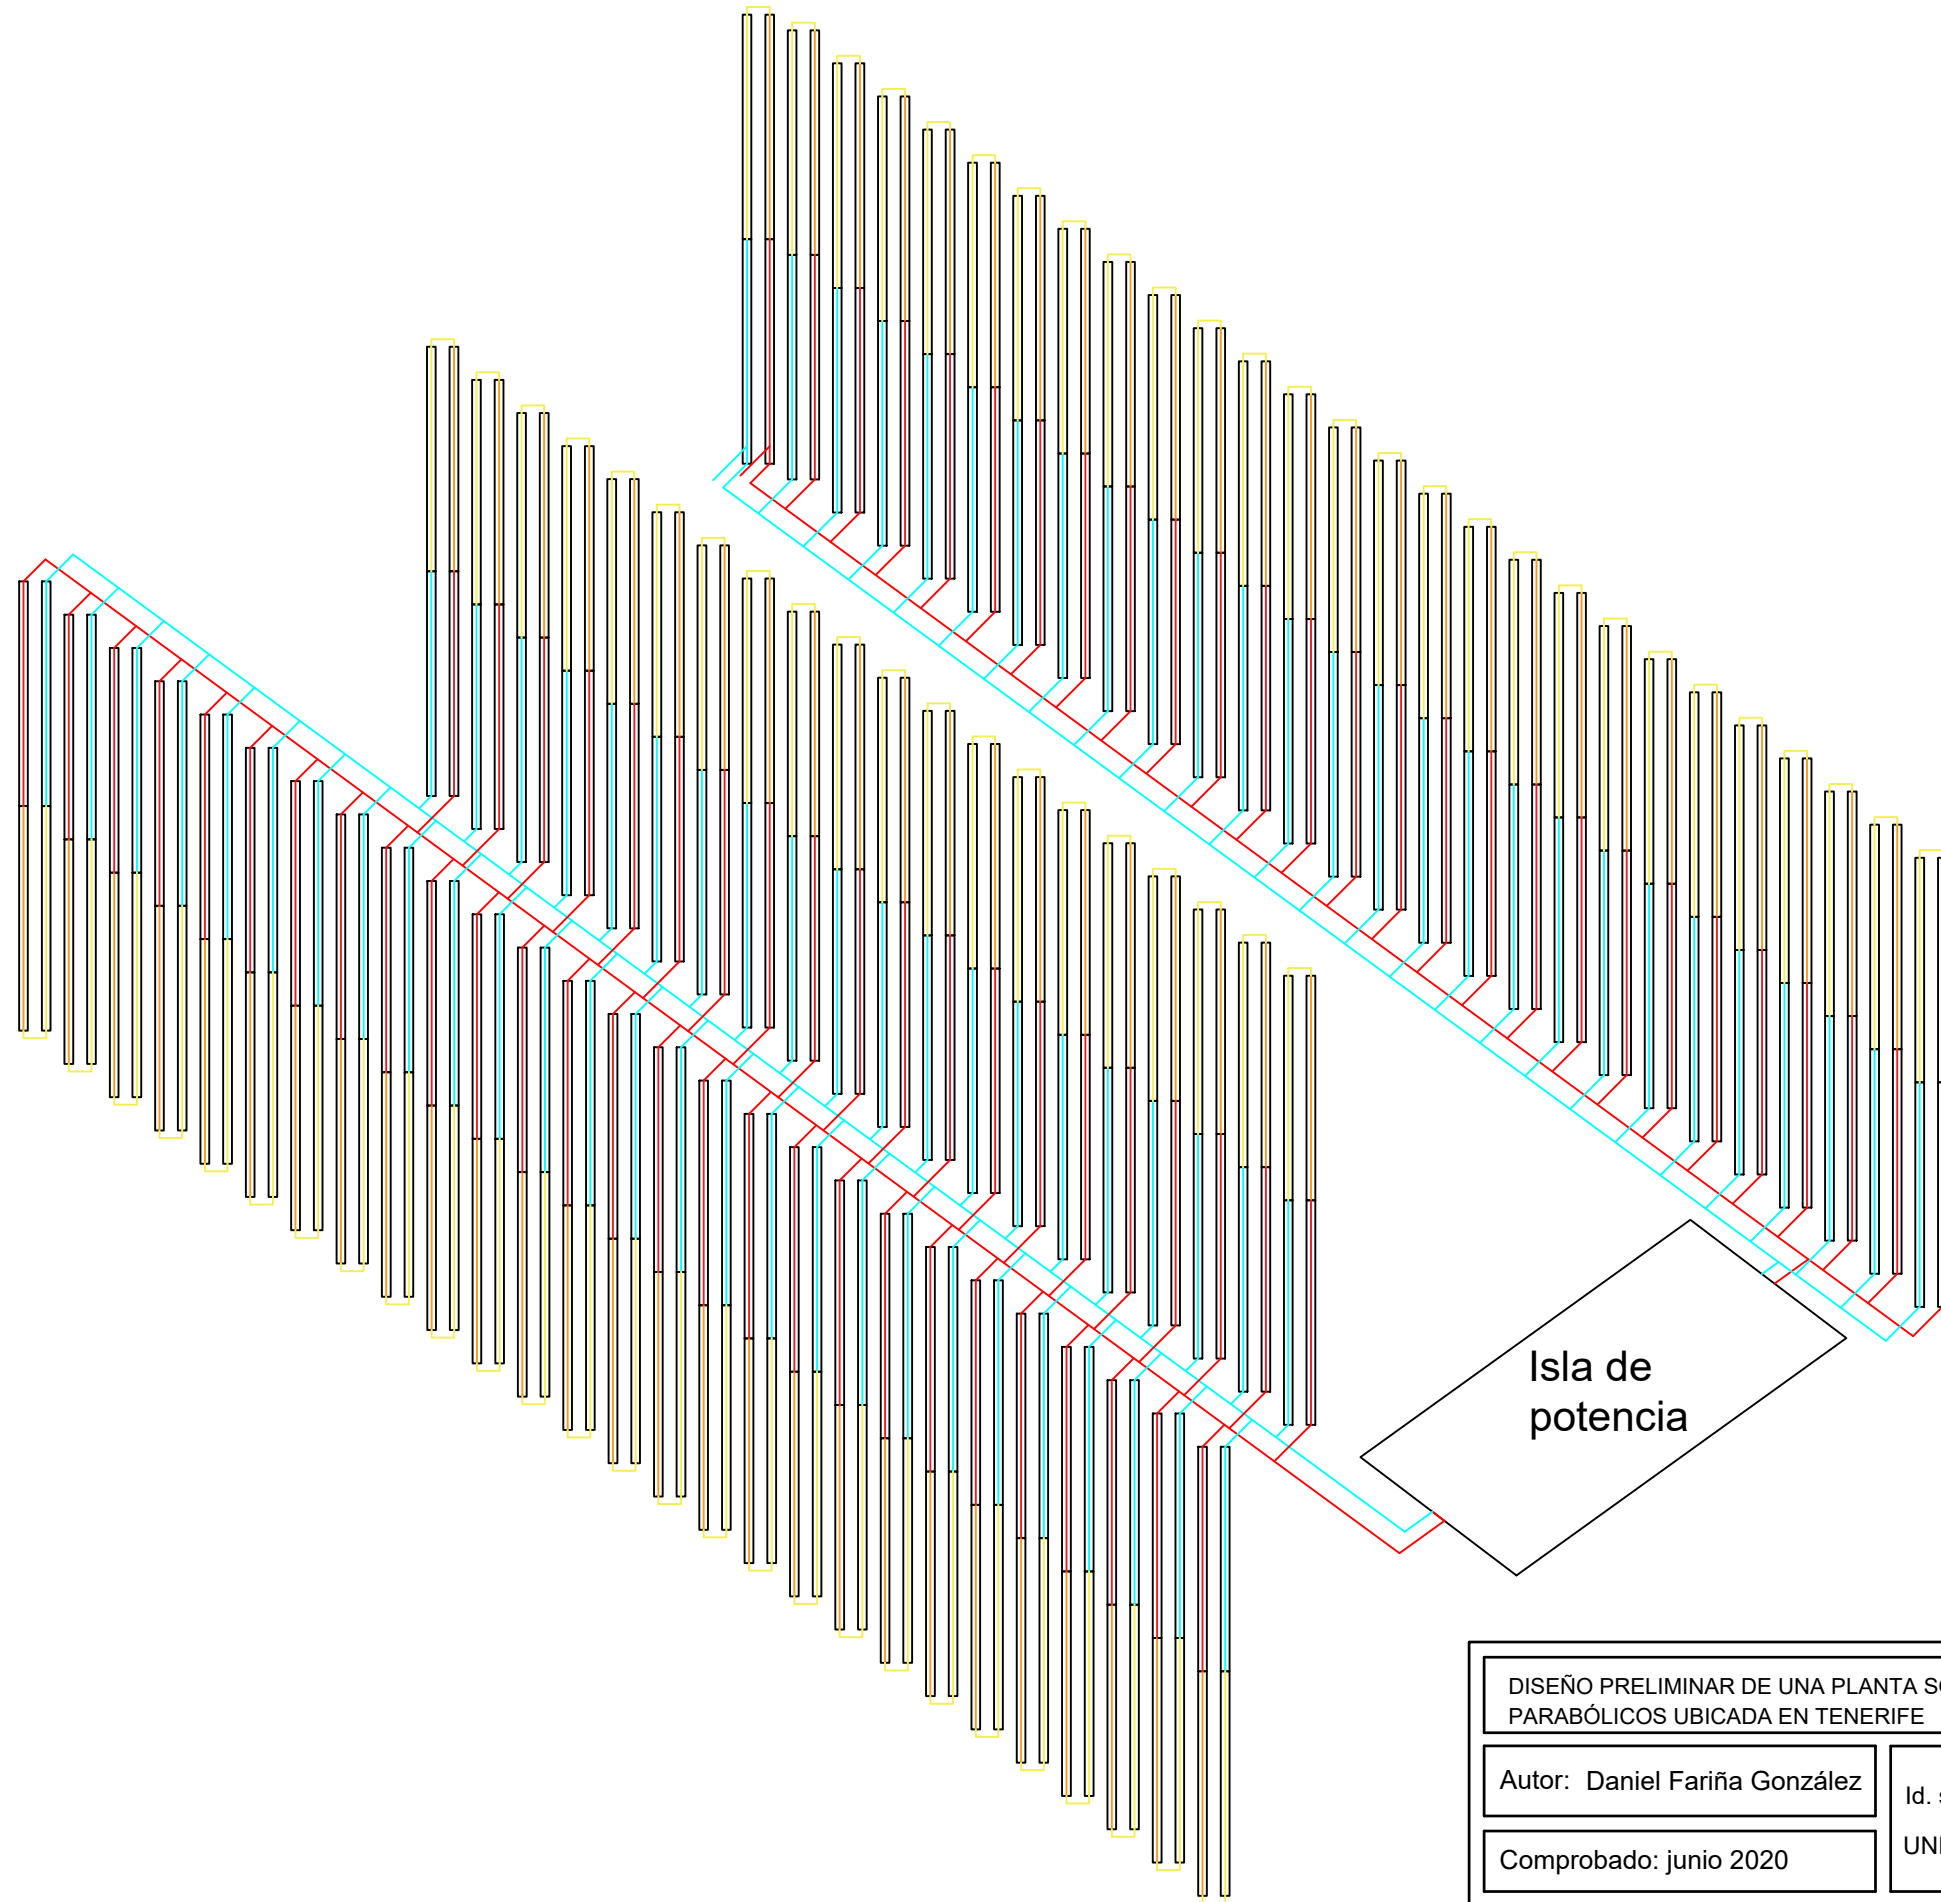 Isla de
potencia
DISEÑO PRELIMINAR DE UNA PLANTA
PARABÓLICOS UBICADA EN TENERIFE
Autor: Daniel Fariña González
Id.
Comprobado: junio 2020